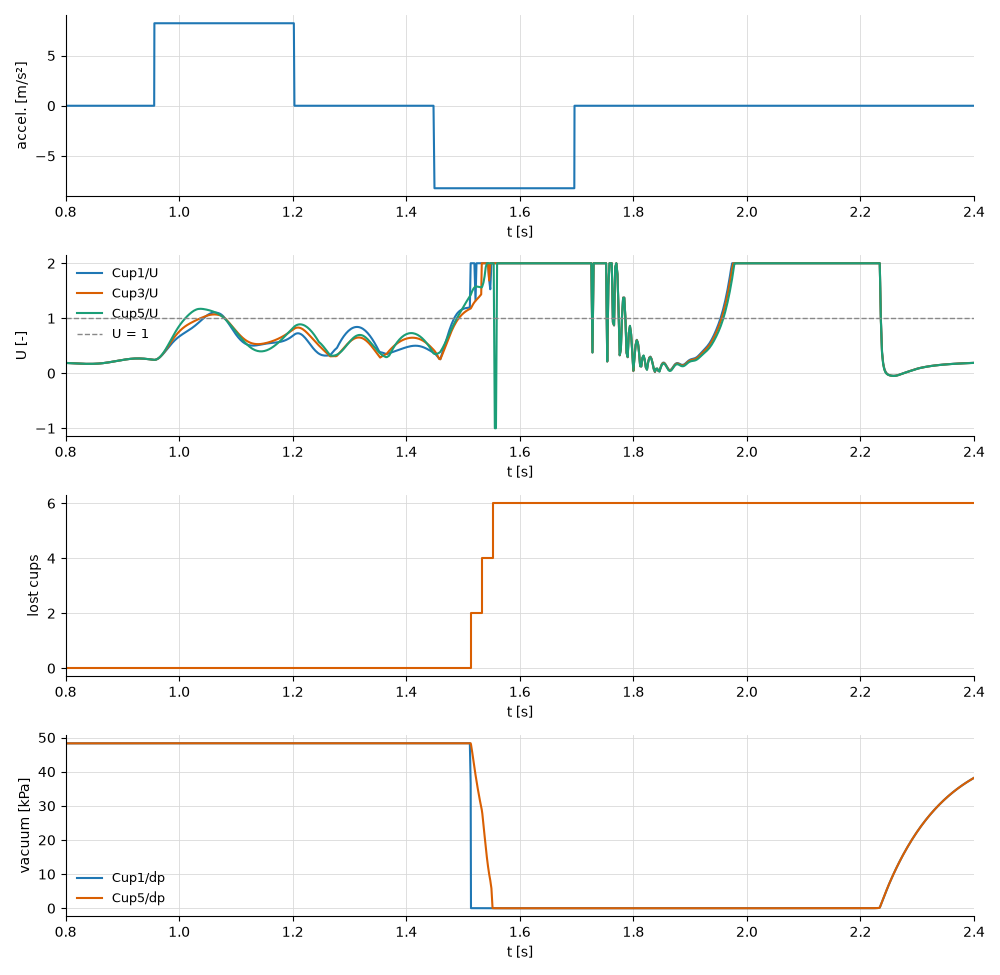 accel. [m/s²]
5
0
−5
0.8 1.0 1.2 1.4 1.6 1.8 2.0 2.2 2.4
t [s]
U [-]
2
1
0
−1
Cup1/U
Cup3/U
Cup5/U
U = 1
0.8 1.0 1.2 1.4 1.6 1.8 2.0 2.2 2.4
t [s]
lost cups
6
4
2
0
0.8 1.0 1.2 1.4 1.6 1.8 2.0 2.2 2.4
t [s]
vacuum [kPa]
50
40
30
20
10
0
Cup1/dp
Cup5/dp
0.8 1.0 1.2 1.4 1.6 1.8 2.0 2.2 2.4
t [s]